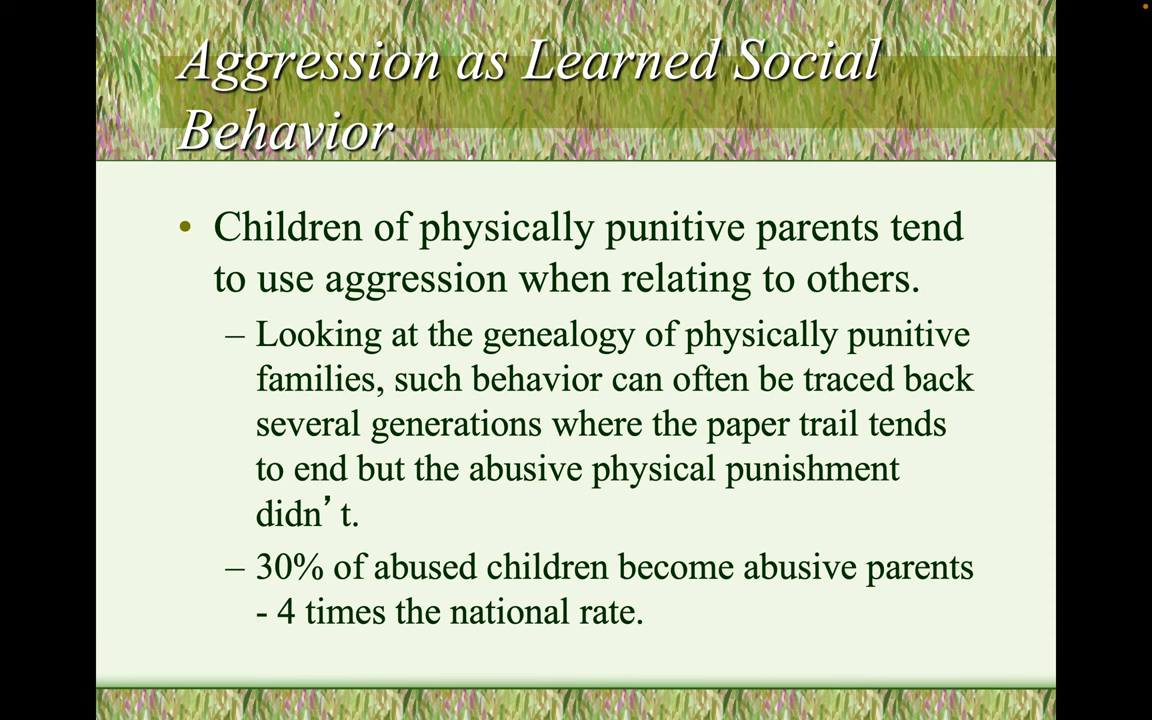 Aggression as Learned Social
Behavior
• Children of physically punitive parents tend
to use aggression when relating to others.
– Looking at the genealogy of physically punitive
families, such behavior can often be traced back
several generations where the paper trail tends
to end but the abusive physical punishment
didn’ t.
– 30% of abused children become abusive parents
- 4 times the national rate.